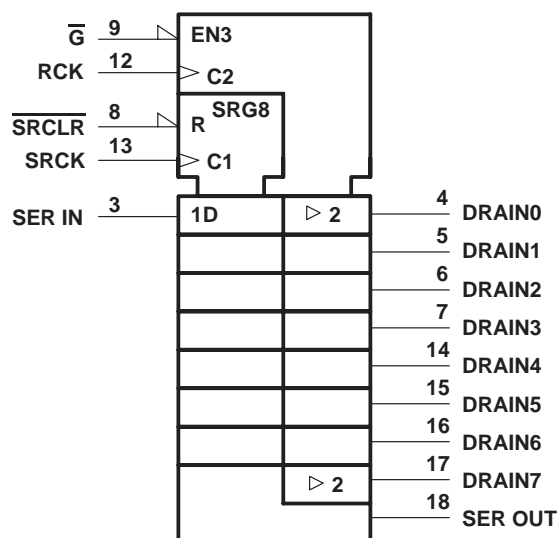 G̅ 9 EN3
RCK 12 C2
SRG8
S̅R̅C̅L̅R̅ 8 R
SRCK 13 C1
SER IN 3 1D 2 4 DRAIN0
5 DRAIN1
6 DRAIN2
7 DRAIN3
14 DRAIN4
15 DRAIN5
16 DRAIN6
2 17 DRAIN7
18 SER OUT